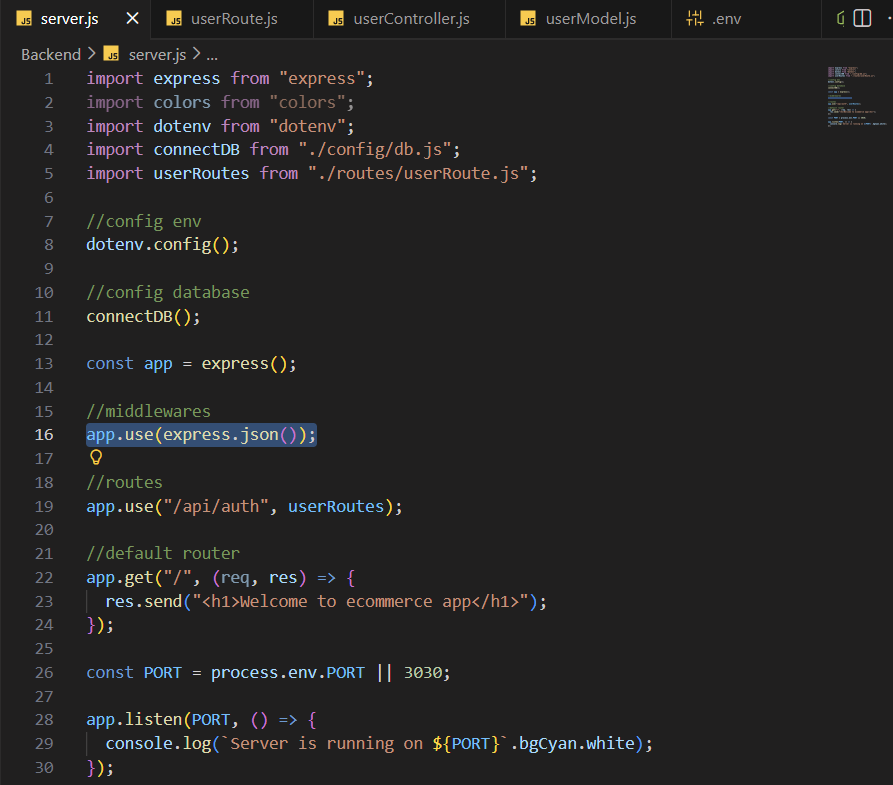 JS server.js × JS userRoute.js JS userController.js JS userModel.js .env
Backend > JS server.js > ...
1 import express from "express";
2 import colors from "colors";
3 import dotenv from "dotenv";
4 import connectDB from "./config/db.js";
5 import userRoutes from "./routes/userRoute.js";
6
7 //config env
8 dotenv.config();
9
10 //config database
11 connectDB();
12
13 const app = express();
14
15 //middlewares
16 app.use(express.json());
17
18 //routes
19 app.use("/api/auth", userRoutes);
20
21 //default router
22 app.get("/", (req, res) => {
23   res.send("<h1>Welcome to ecommerce app</h1>");
24 });
25
26 const PORT = process.env.PORT || 3030;
27
28 app.listen(PORT, () => {
29   console.log(`Server is running on ${PORT}`.bgCyan.white);
30 });